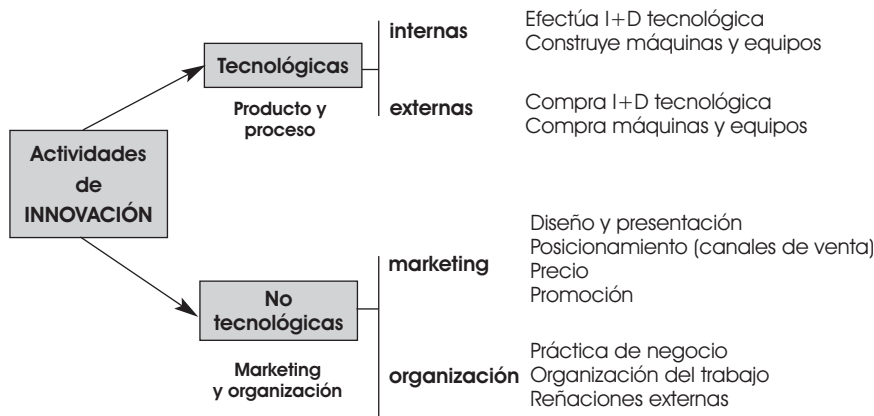 Actividades
de
INNOVACIÓN
Tecnológicas
Producto y
proceso
internas
Efectúa I+D tecnológica
Construye máquinas y equipos
externas
Compra I+D tecnológica
Compra máquinas y equipos
No
tecnológicas
Marketing
y organización
marketing
Diseño y presentación
Posicionamiento (canales de venta)
Precio
Promoción
organización
Práctica de negocio
Organización del trabajo
Reñaciones externas